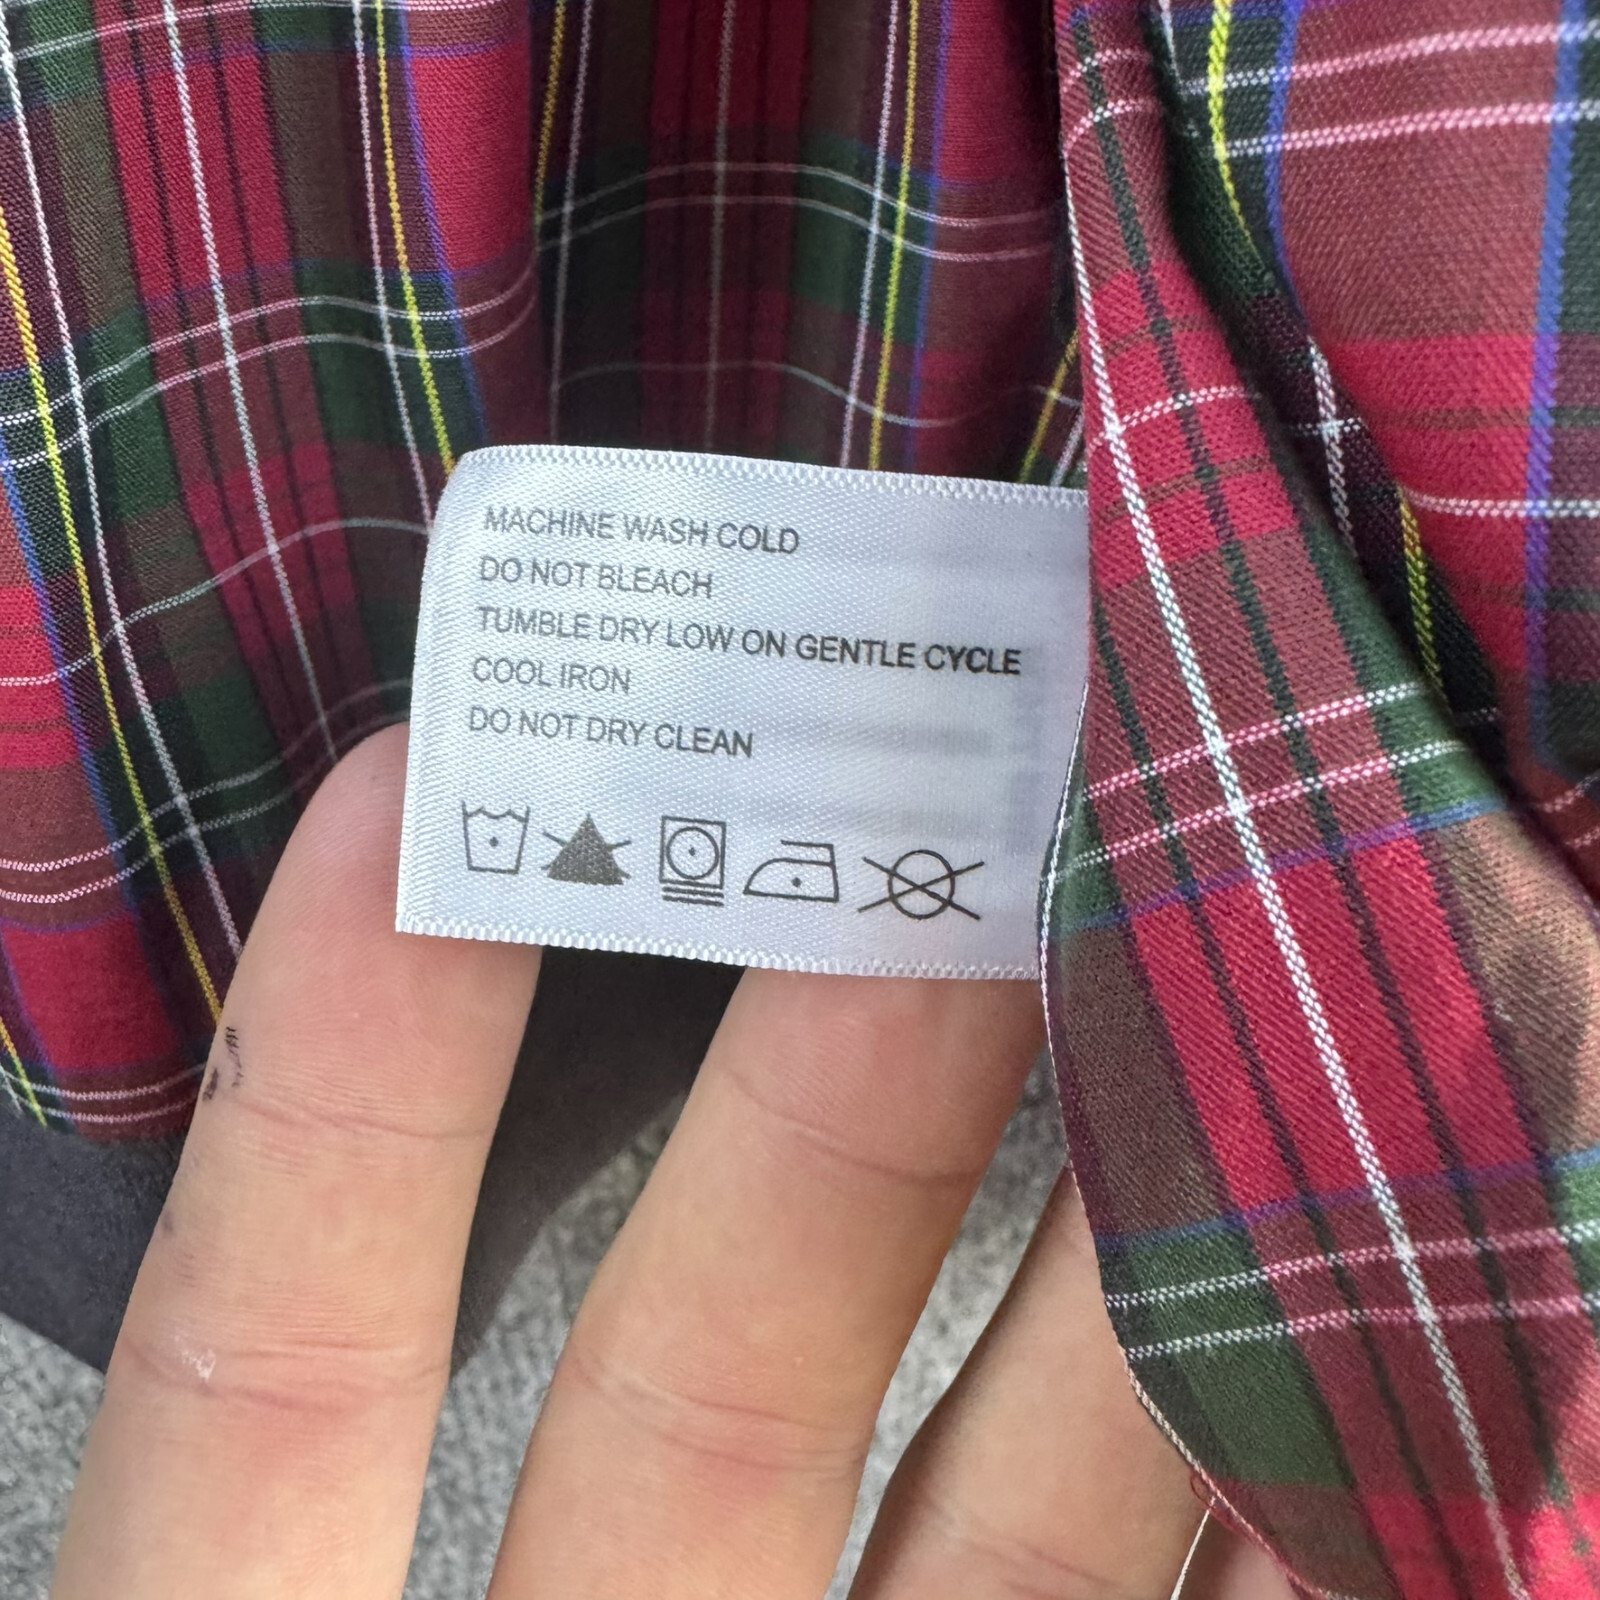 MACHINE WASH COLD
DO NOT BLEACH
TUMBLE DRY LOW ON GENTLE CYCLE
COOL IRON
DO NOT DRY CLEAN